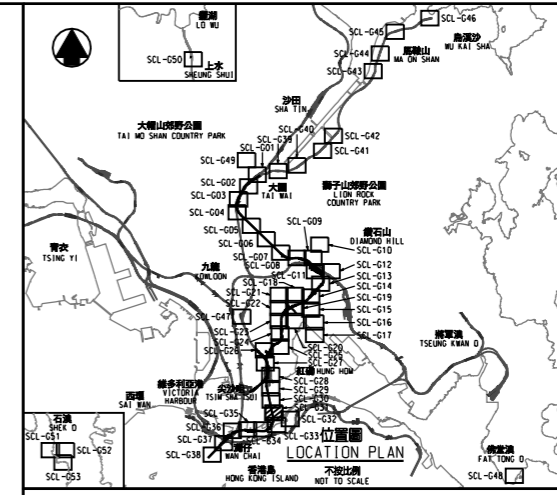 羅湖
LO WU
SCL-G50
上水
SHEUNG SHUI
SCL-G46
SCL-G45
烏溪沙
WU KAI SHA
SCL-G44
馬鞍山
MA ON SHAN
SCL-G43
沙田
SHA TIN
大帽山郊野公園
TAI MO SHAN COUNTRY PARK
SCL-G40
SCL-G39
SCL-G42
SCL-G01
SCL-G41
SCL-G49
SCL-G02
大圍
TAI WAI
獅子山郊野公園
LION ROCK
COUNTRY PARK
SCL-G03
SCL-G04
SCL-G09
SCL-G05
鑽石山
DIAMOND HILL
SCL-G06
SCL-G10
青衣
TSING YI
SCL-G07
SCL-G08
SCL-G12
九龍
KOWLOON
SCL-G11
SCL-G13
SCL-G18
SCL-G14
SCL-G21
SCL-G19
SCL-G22
SCL-G15
SCL-G47
SCL-G16
SCL-G23
SCL-G17
將軍澳
TSEUNG KWAN O
SCL-G24
SCL-G20
SCL-G25
SCL-G26
SCL-G27
紅磡
HUNG HOM
維多利亞港
VICTORIA
HARBOUR
尖沙咀
TSIM SHA TSUI
SCL-G28
SCL-G29
西環
SAI WAN
SCL-G30
SCL-G31
石澳
SHEK O
SCL-G35
SCL-G32
SCL-G36
SCL-G33
SCL-G34
SCL-G51
SCL-G37
位置圖
LOCATION PLAN
SCL-G52
灣仔
WAN CHAI
SCL-G38
佛堂澳
FAT TONG O
SCL-G53
香港島
HONG KONG ISLAND
不按比例
NOT TO SCALE
SCL-G48